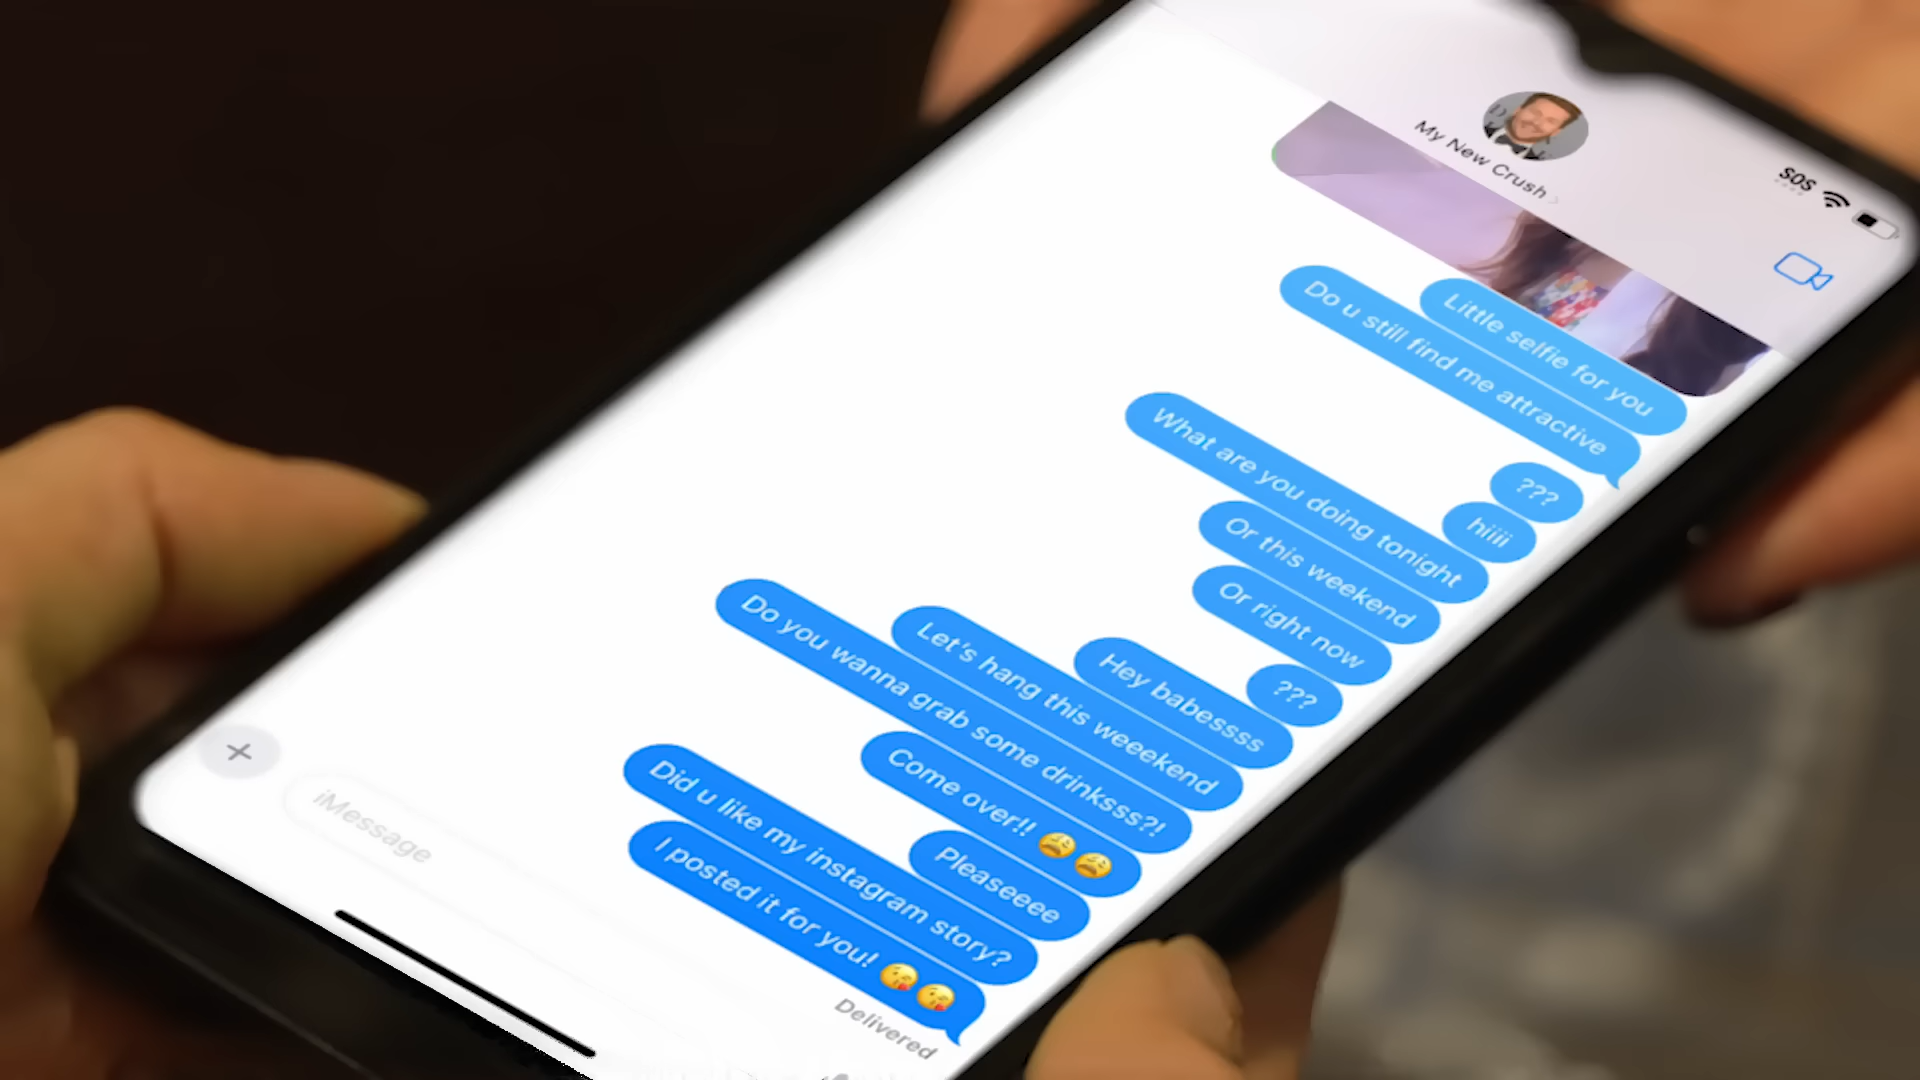 SOS
My New Crush
Little selfie for you
Do u still find me attractive
???
hiiii
What are you doing tonight
Or this weekend
Or right now
???
Hey babessss
Let's hang this weeekend
Do you wanna grab some drinksss?!
Come over!! 😩😩
Pleaseeee
Did u like my instagram story?
I posted it for you! 😘😘
Delivered
iMessage